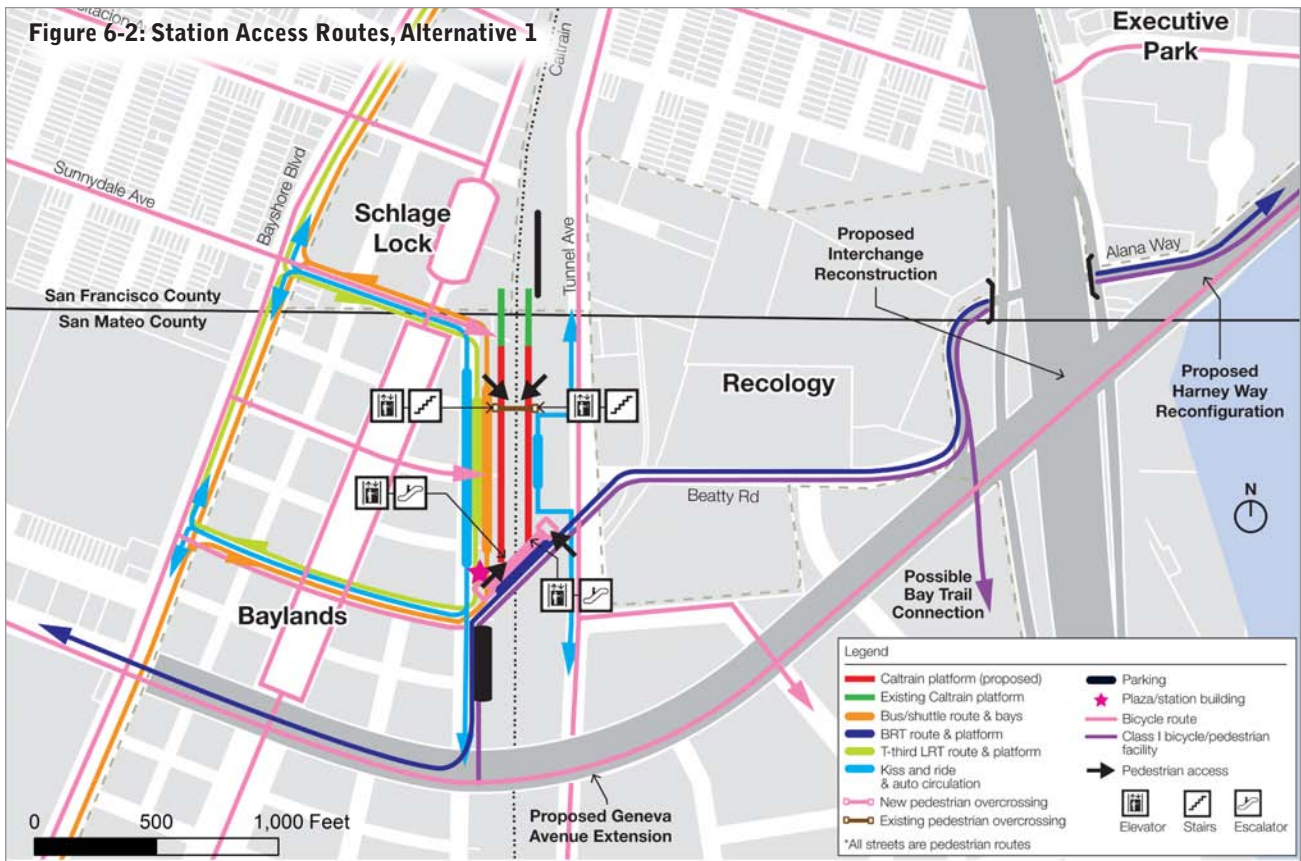 Figure 6-2: Station Access Routes, Alternative 1
Caltrain
Executive
Park
Sunnydale Ave
Bayshore Blvd
Schlage
Lock
Tunnel Ave
Proposed
Interchange
Reconstruction
Alana Way
San Francisco County
San Mateo County
Recology
Proposed
Harney Way
Reconfiguration
Beatty Rd
N
Baylands
Possible
Bay Trail
Connection
Proposed Geneva
Avenue Extension
0 500 1,000 Feet
Legend
Caltrain platform (proposed)
Existing Caltrain platform
Bus/shuttle route & bays
BRT route & platform
T-third LRT route & platform
Kiss and ride
& auto circulation
New pedestrian overcrossing
Existing pedestrian overcrossing
*All streets are pedestrian routes
Parking
Plaza/station building
Bicycle route
Class I bicycle/pedestrian
facility
Pedestrian access
Elevator Stairs Escalator